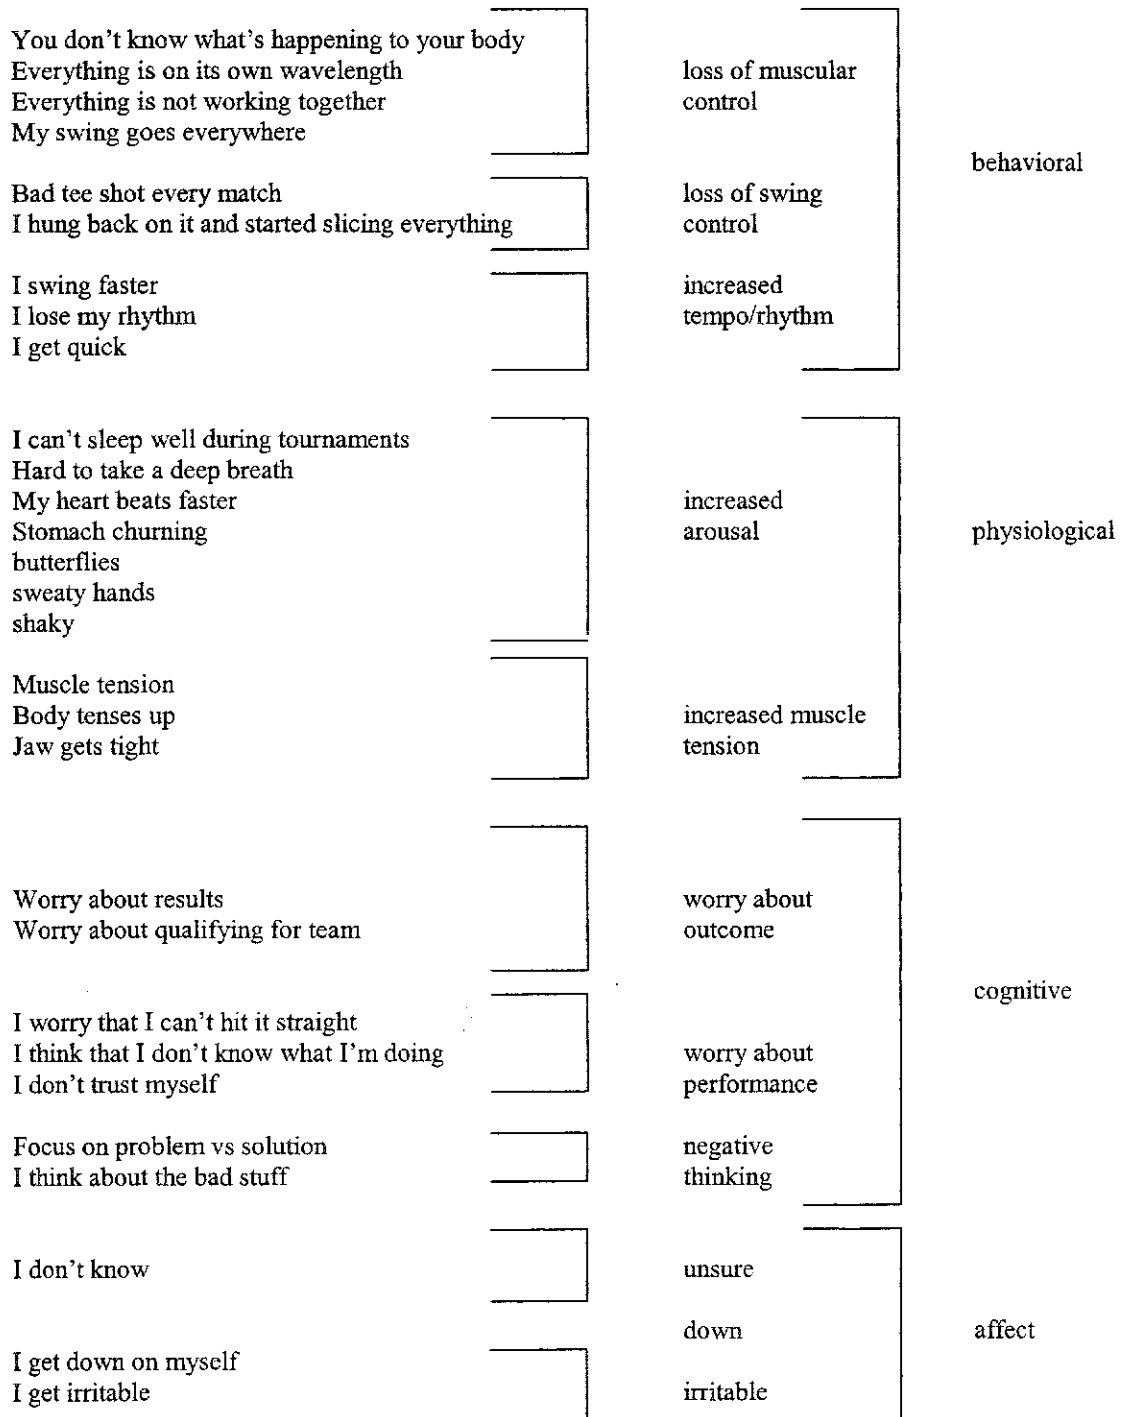 You don't know what's happening to your body
Everything is on its own wavelength
Everything is not working together
My swing goes everywhere
loss of muscular
control
behavioral
Bad tee shot every match
I hung back on it and started slicing everything
loss of swing
control
I swing faster
I lose my rhythm
I get quick
increased
tempo/rhythm
I can't sleep well during tournaments
Hard to take a deep breath
My heart beats faster
Stomach churning
butterflies
sweaty hands
shaky
increased
arousal
physiological
Muscle tension
Body tenses up
Jaw gets tight
increased muscle
tension
Worry about results
Worry about qualifying for team
worry about
outcome
cognitive
I worry that I can't hit it straight
I think that I don't know what I'm doing
I don't trust myself
worry about
performance
Focus on problem vs solution
I think about the bad stuff
negative
thinking
I don't know
unsure
down
affect
I get down on myself
I get irritable
irritable